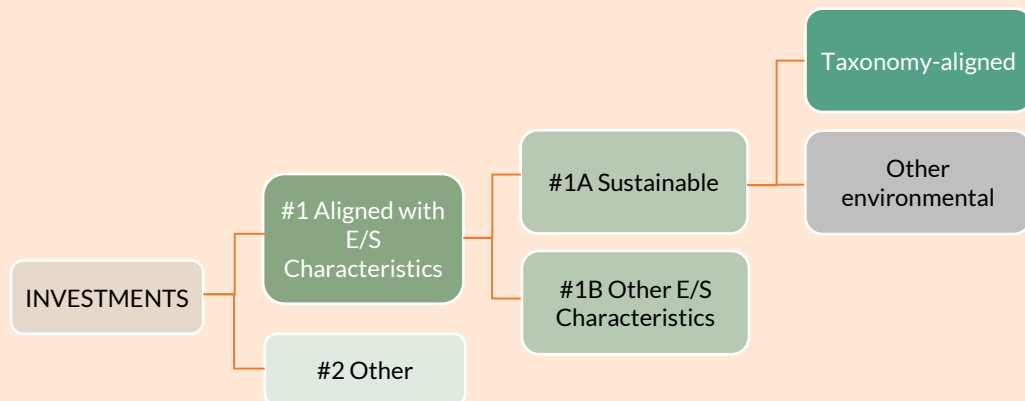 Taxonomy-aligned
Other
environmental
#1A Sustainable
#1 Aligned with
E/S
Characteristics
#1B Other E/S
Characteristics
INVESTMENTS
#2 Other